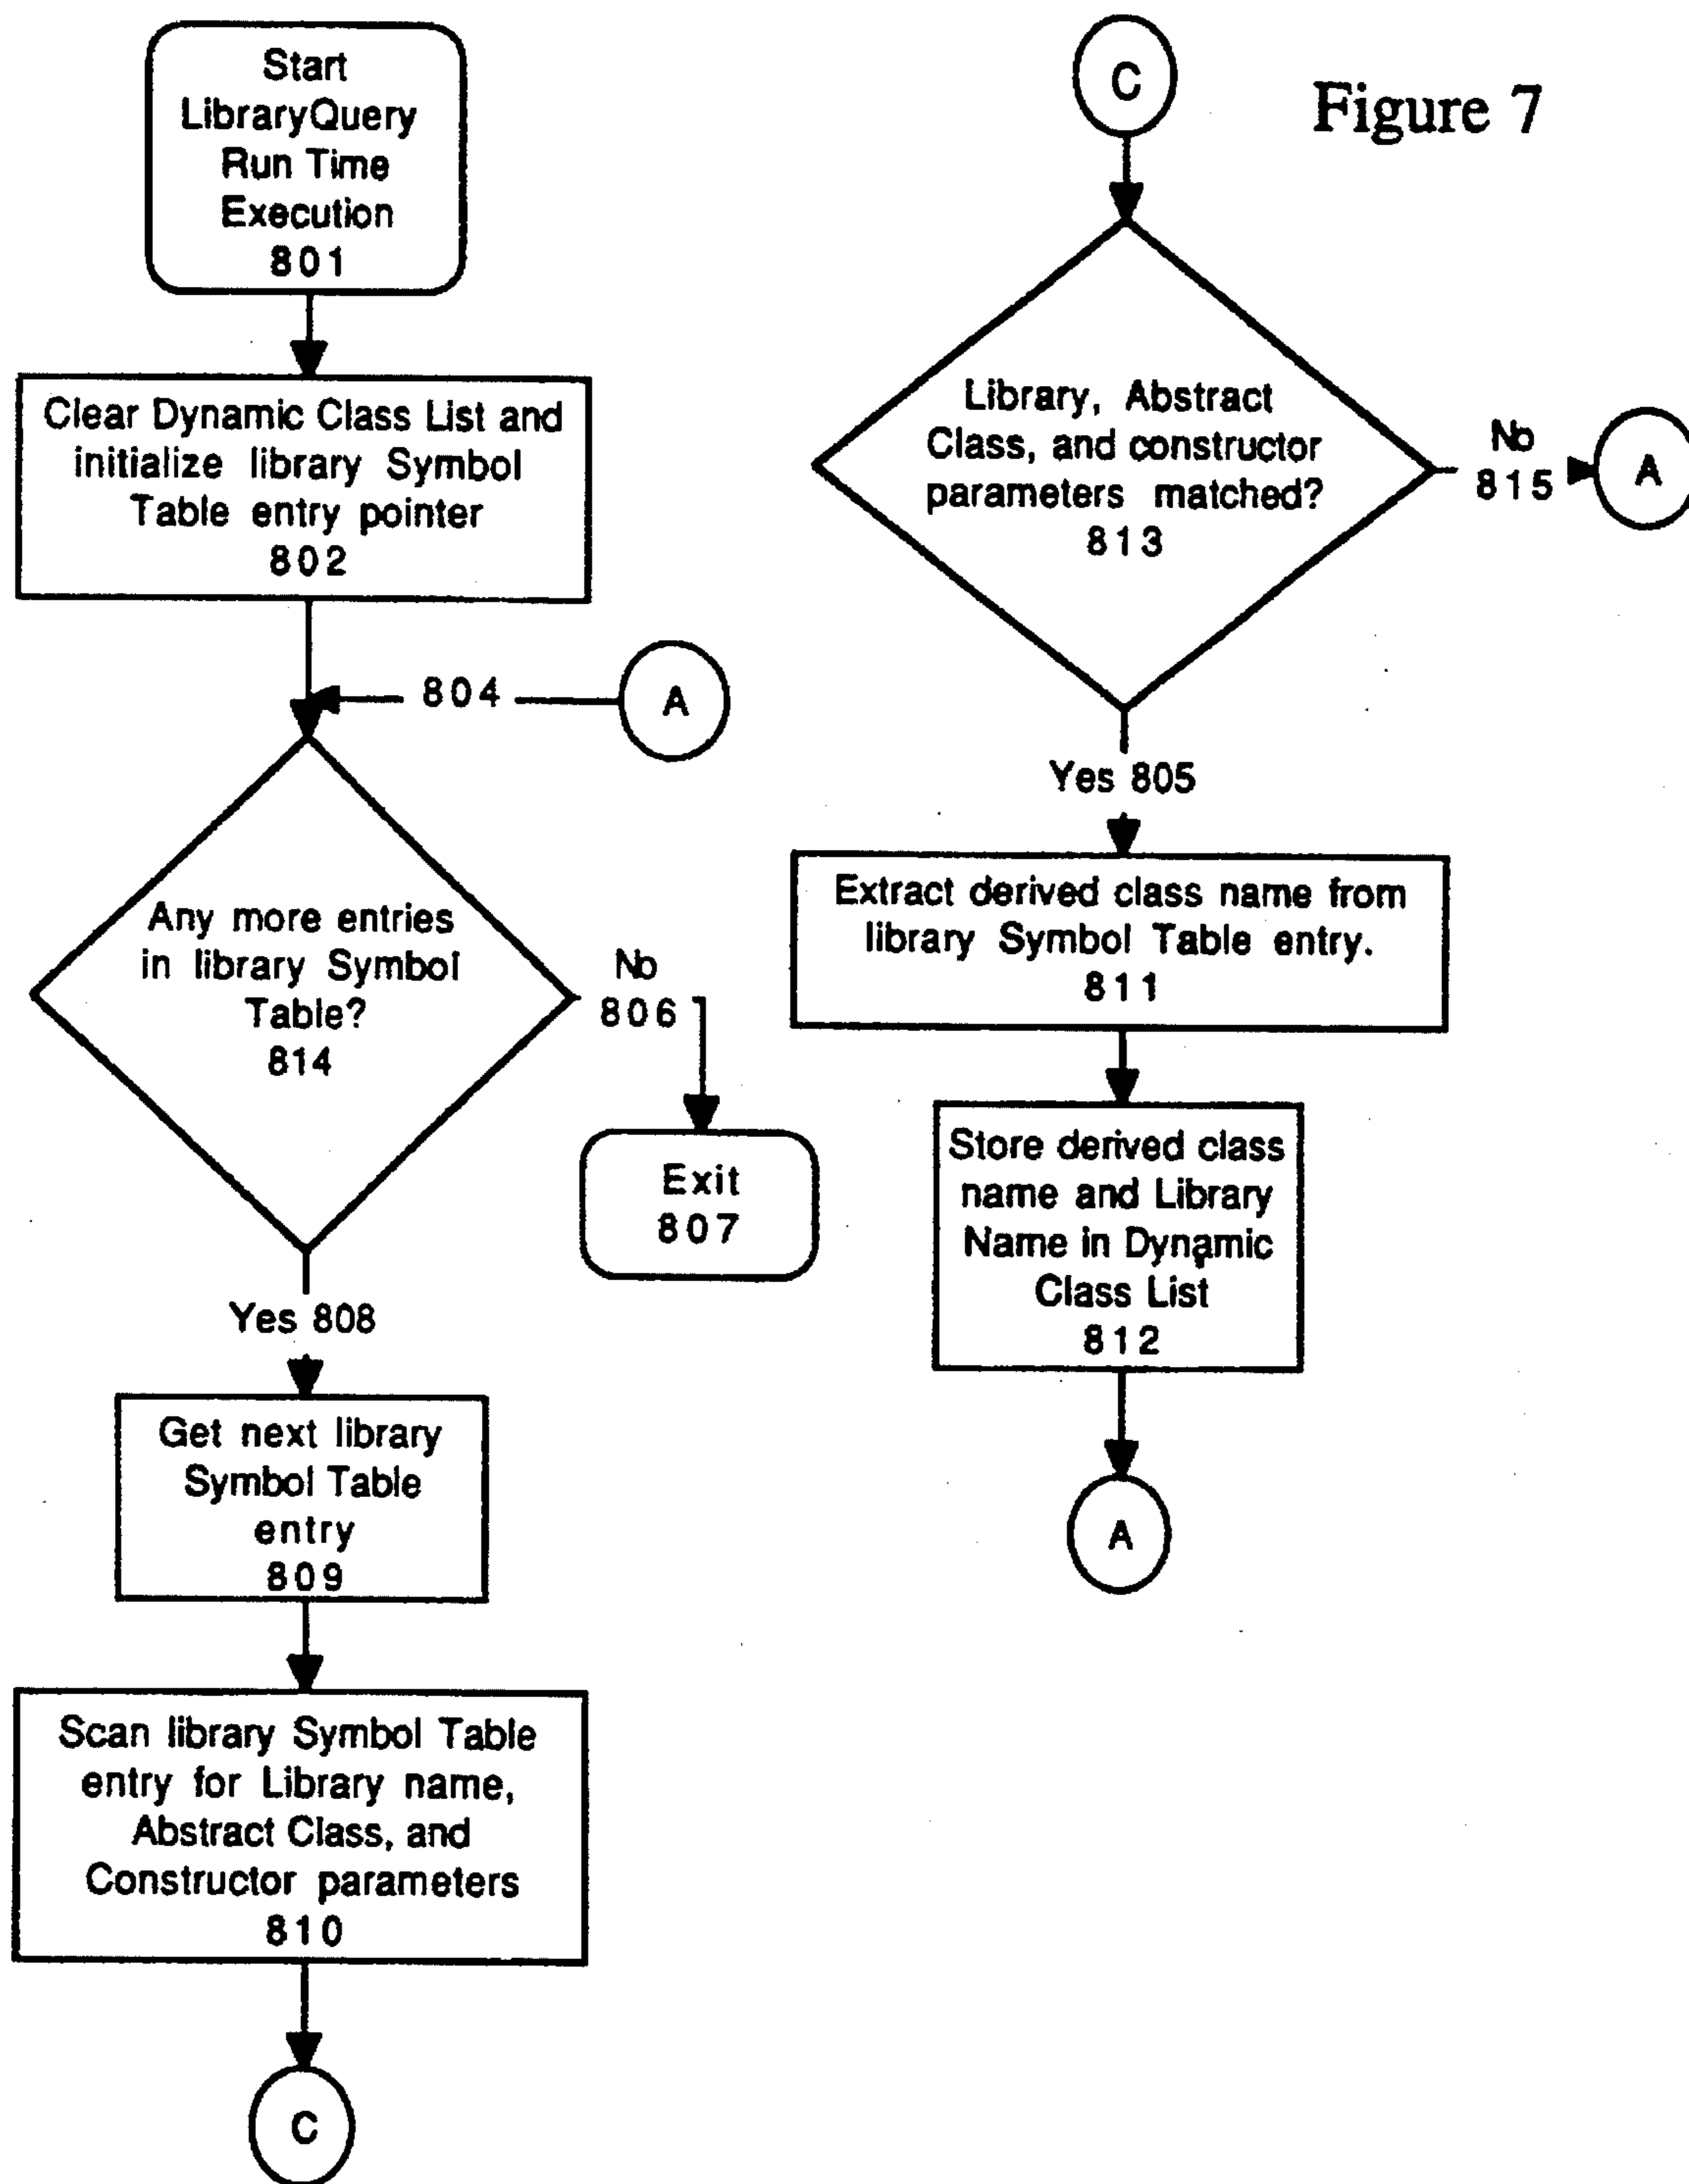 Start
LibraryQuery
Run Time
Execution
801
Clear Dynamic Class List and
initialize library Symbol
Table entry pointer
802
804
A
Any more entries
in library Symbol
Table?
814
No
806
Exit
807
Yes 808
Get next library
Symbol Table
entry
809
Scan library Symbol Table
entry for Library name,
Abstract Class, and
Constructor parameters
810
C
C
Figure 7
Library, Abstract
Class, and constructor
parameters matched?
813
No
815
A
Yes 805
Extract derived class name from
library Symbol Table entry.
811
Store derived class
name and Library
Name in Dynamic
Class List
812
A